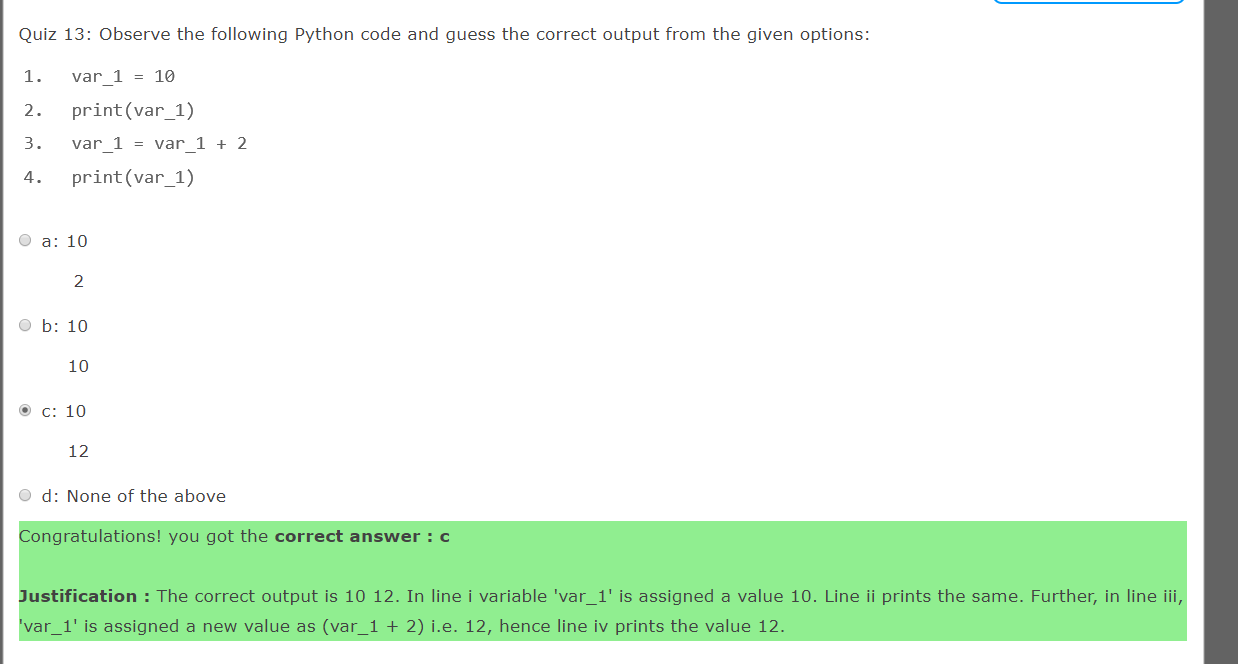 Quiz 13: Observe the following Python code and guess the correct output from the given options:
1. var_1 = 10
2. print(var_1)
3. var_1 = var_1 + 2
4. print(var_1)
a: 10
2
b: 10
10
c: 10
12
d: None of the above
Congratulations! you got the correct answer : c
Justification : The correct output is 10 12. In line i variable 'var_1' is assigned a value 10. Line ii prints the same. Further, in line iii,
'var_1' is assigned a new value as (var_1 + 2) i.e. 12, hence line iv prints the value 12.